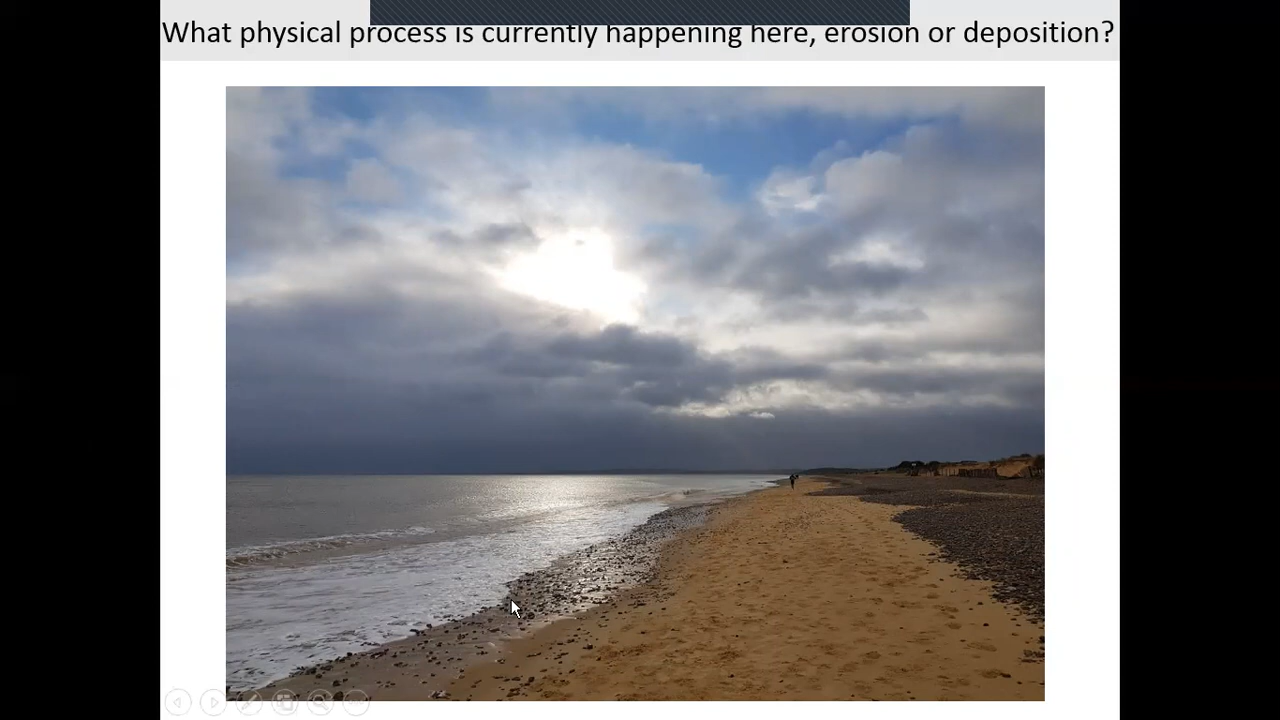 What physical process is currently happening here, erosion or deposition?